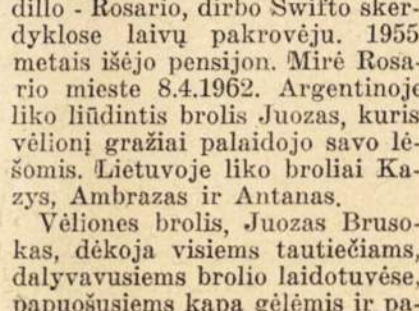 dillo - Rosario, dirbo Swifto sker-
dyklose laivų pakrovėju. 1955
metais išėjo pensijon. Mirė Rosa-
rio mieste 8.4.1962. Argentinoje
liko liūdintis brolis Juozas, kuris
vėlionį gražiai palaidojo savo lė-
šomis. Lietuvoje liko broliai Ka-
zys, Ambrazas ir Antanas.
Vėliones brolis, Juozas Bruso-
kas, dėkoja visiems tautiečiams,
dalyvavusiems brolio laidotuvėse,
papuošusiems kapą gėlėmis ir pa-